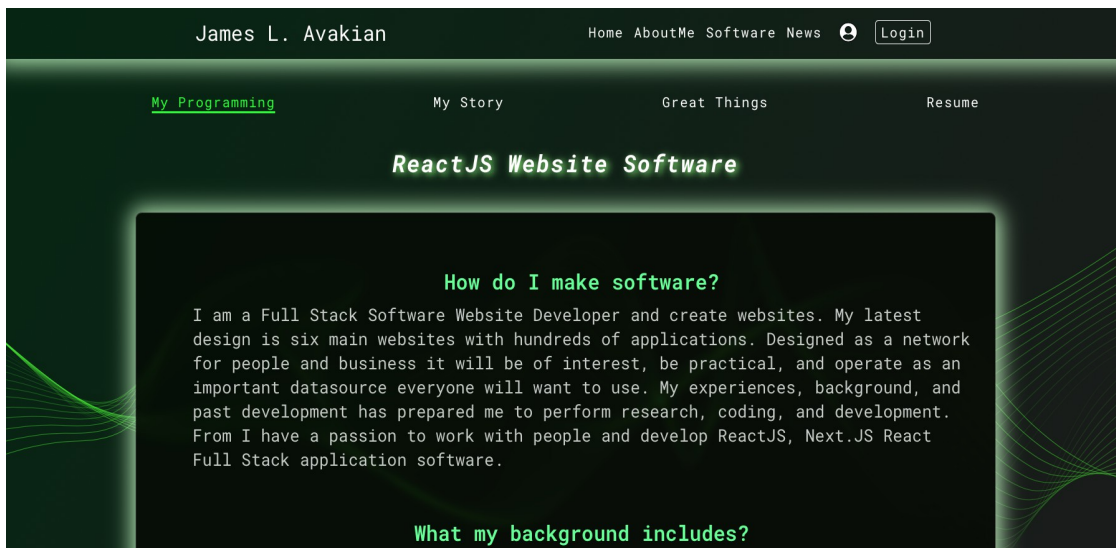 James L. Avakian
Home AboutMe Software News Login
My Programming My Story Great Things Resume
ReactJS Website Software
How do I make software?
I am a Full Stack Software Website Developer and create websites. My latest
design is six main websites with hundreds of applications. Designed as a network
for people and business it will be of interest, be practical, and operate as an
important datasource everyone will want to use. My experiences, background, and
past development has prepared me to perform research, coding, and development.
From I have a passion to work with people and develop ReactJS, Next.JS React
Full Stack application software.
What my background includes?